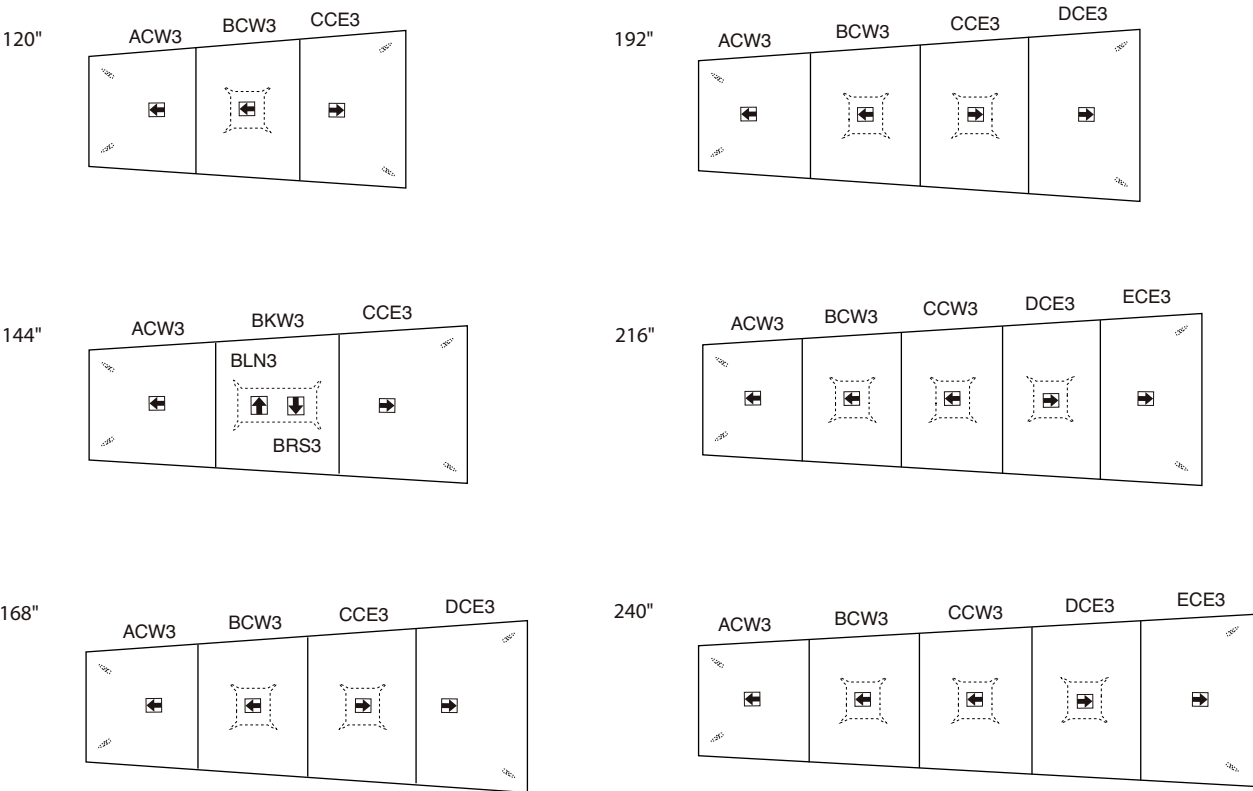 120"
ACW3 BCW3 CCE3
192"
ACW3 BCW3 CCE3 DCE3
144"
ACW3 BKW3 CCE3
BLN3
BRS3
216"
ACW3 BCW3 CCW3 DCE3 ECE3
168"
ACW3 BCW3 CCE3 DCE3
240"
ACW3 BCW3 CCW3 DCE3 ECE3